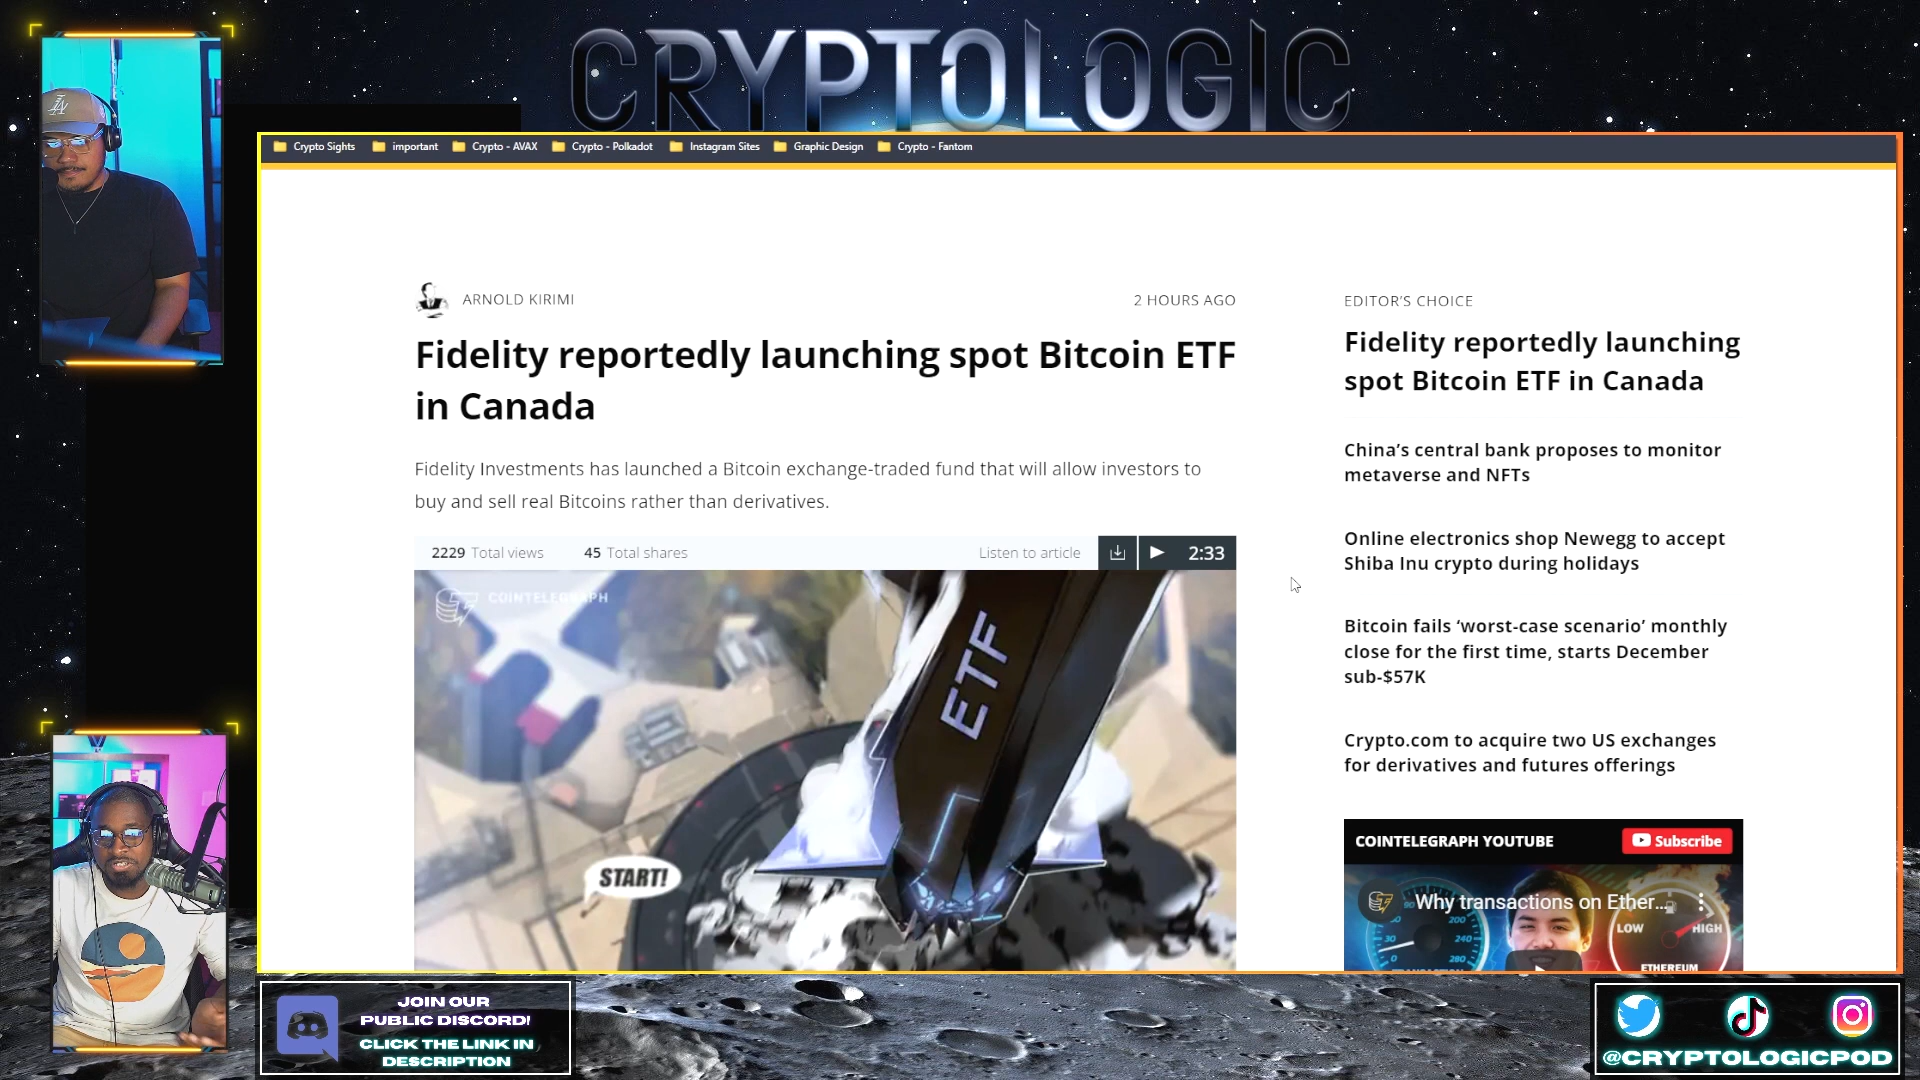 CRYPTOLOGIC
Crypto Sights
important
Crypto - AVAX
Crypto - Polkadot
Instagram Sites
Graphic Design
Crypto - Fantom
ARNOLD KIRIMI
2 HOURS AGO
Fidelity reportedly launching spot Bitcoin ETF
in Canada
Fidelity Investments has launched a Bitcoin exchange-traded fund that will allow investors to
buy and sell real Bitcoins rather than derivatives.
2229 Total views
45 Total shares
Listen to article
2:33
COINTELEGRAPH
ETF
START!
EDITOR'S CHOICE
Fidelity reportedly launching
spot Bitcoin ETF in Canada
China’s central bank proposes to monitor
metaverse and NFTs
Online electronics shop Newegg to accept
Shiba Inu crypto during holidays
Bitcoin fails ‘worst-case scenario’ monthly
close for the first time, starts December
sub-$57K
Crypto.com to acquire two US exchanges
for derivatives and futures offerings
COINTELEGRAPH YOUTUBE
Subscribe
Why transactions on Ether...
200
30
240
0
280
LOW
HIGH
ETHEREUM
LA
JOIN OUR
PUBLIC DISCORD!
CLICK THE LINK IN
DESCRIPTION
@CRYPTOLOGICPOD